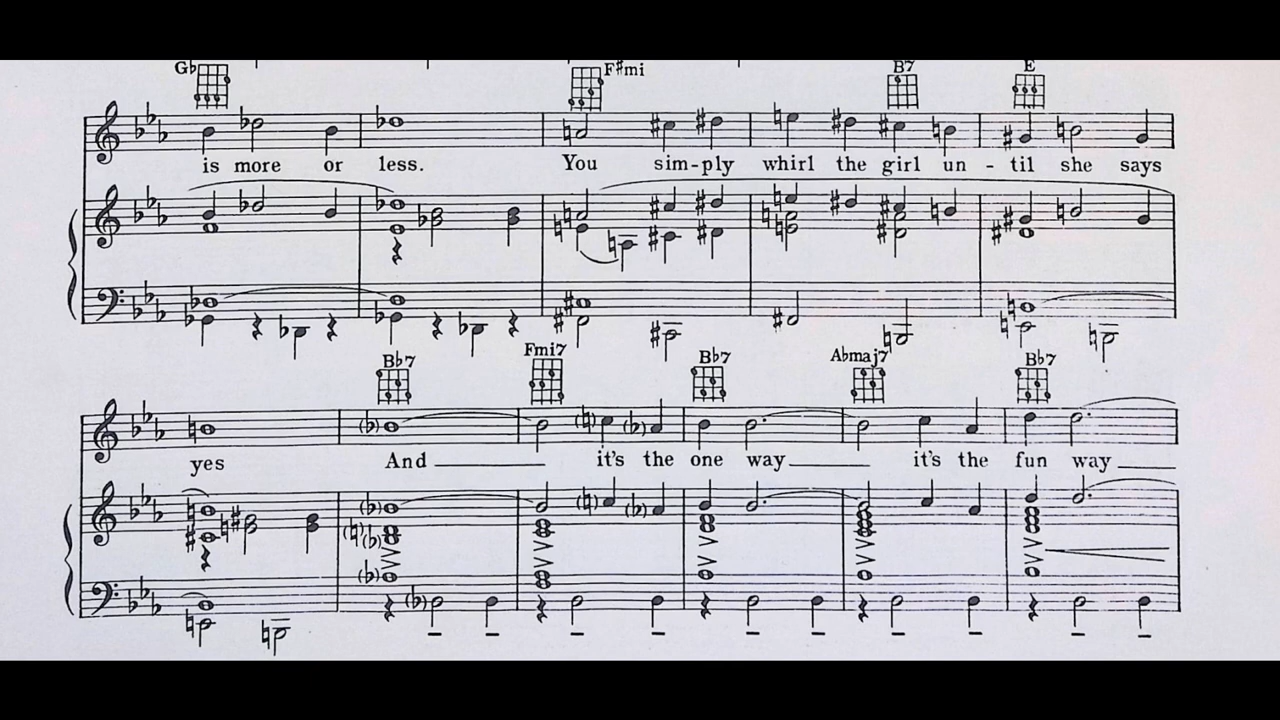 Gb F#mi B7 E
is more or less. You sim-ply whirl the girl un - til she says
Bb7 Fmi7 Bb7 Abmaj7 Bb7
yes And it's the one way it's the fun way